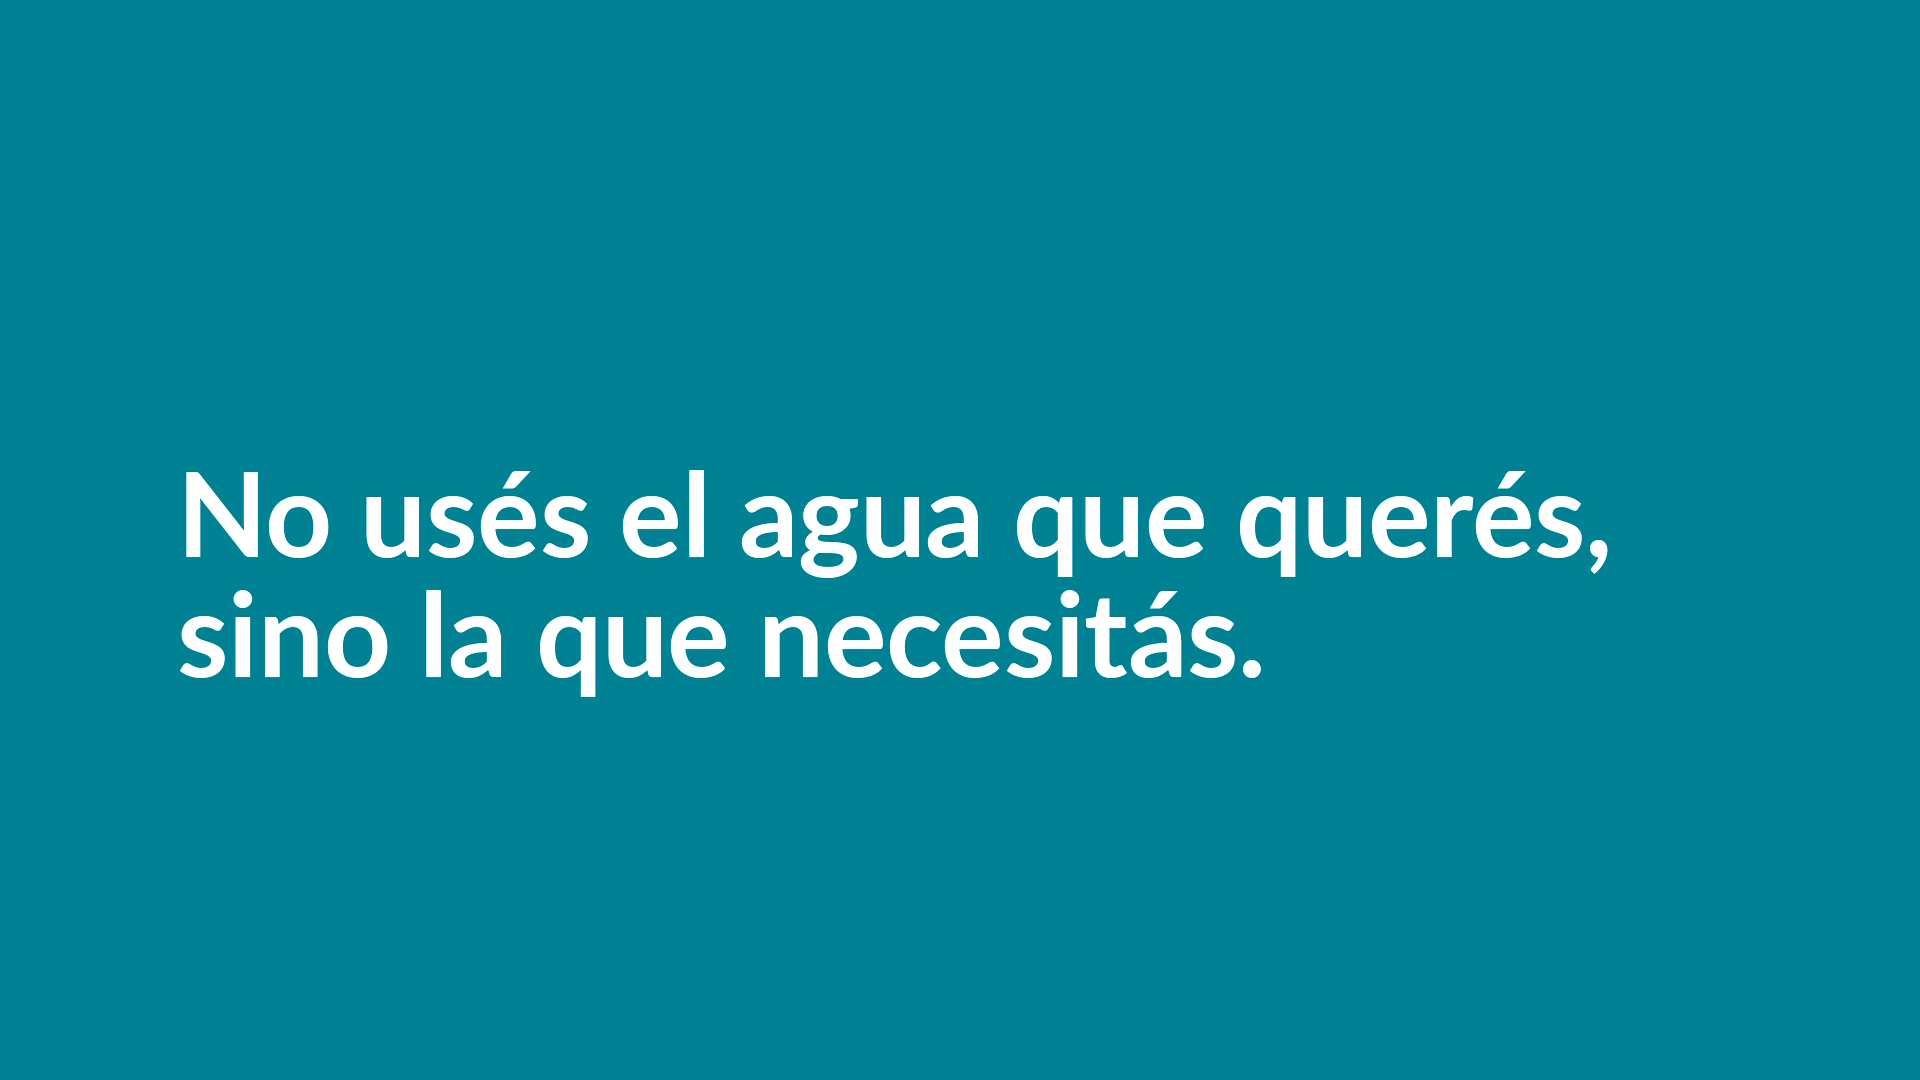 No usés el agua que querés,
sino la que necesitás.